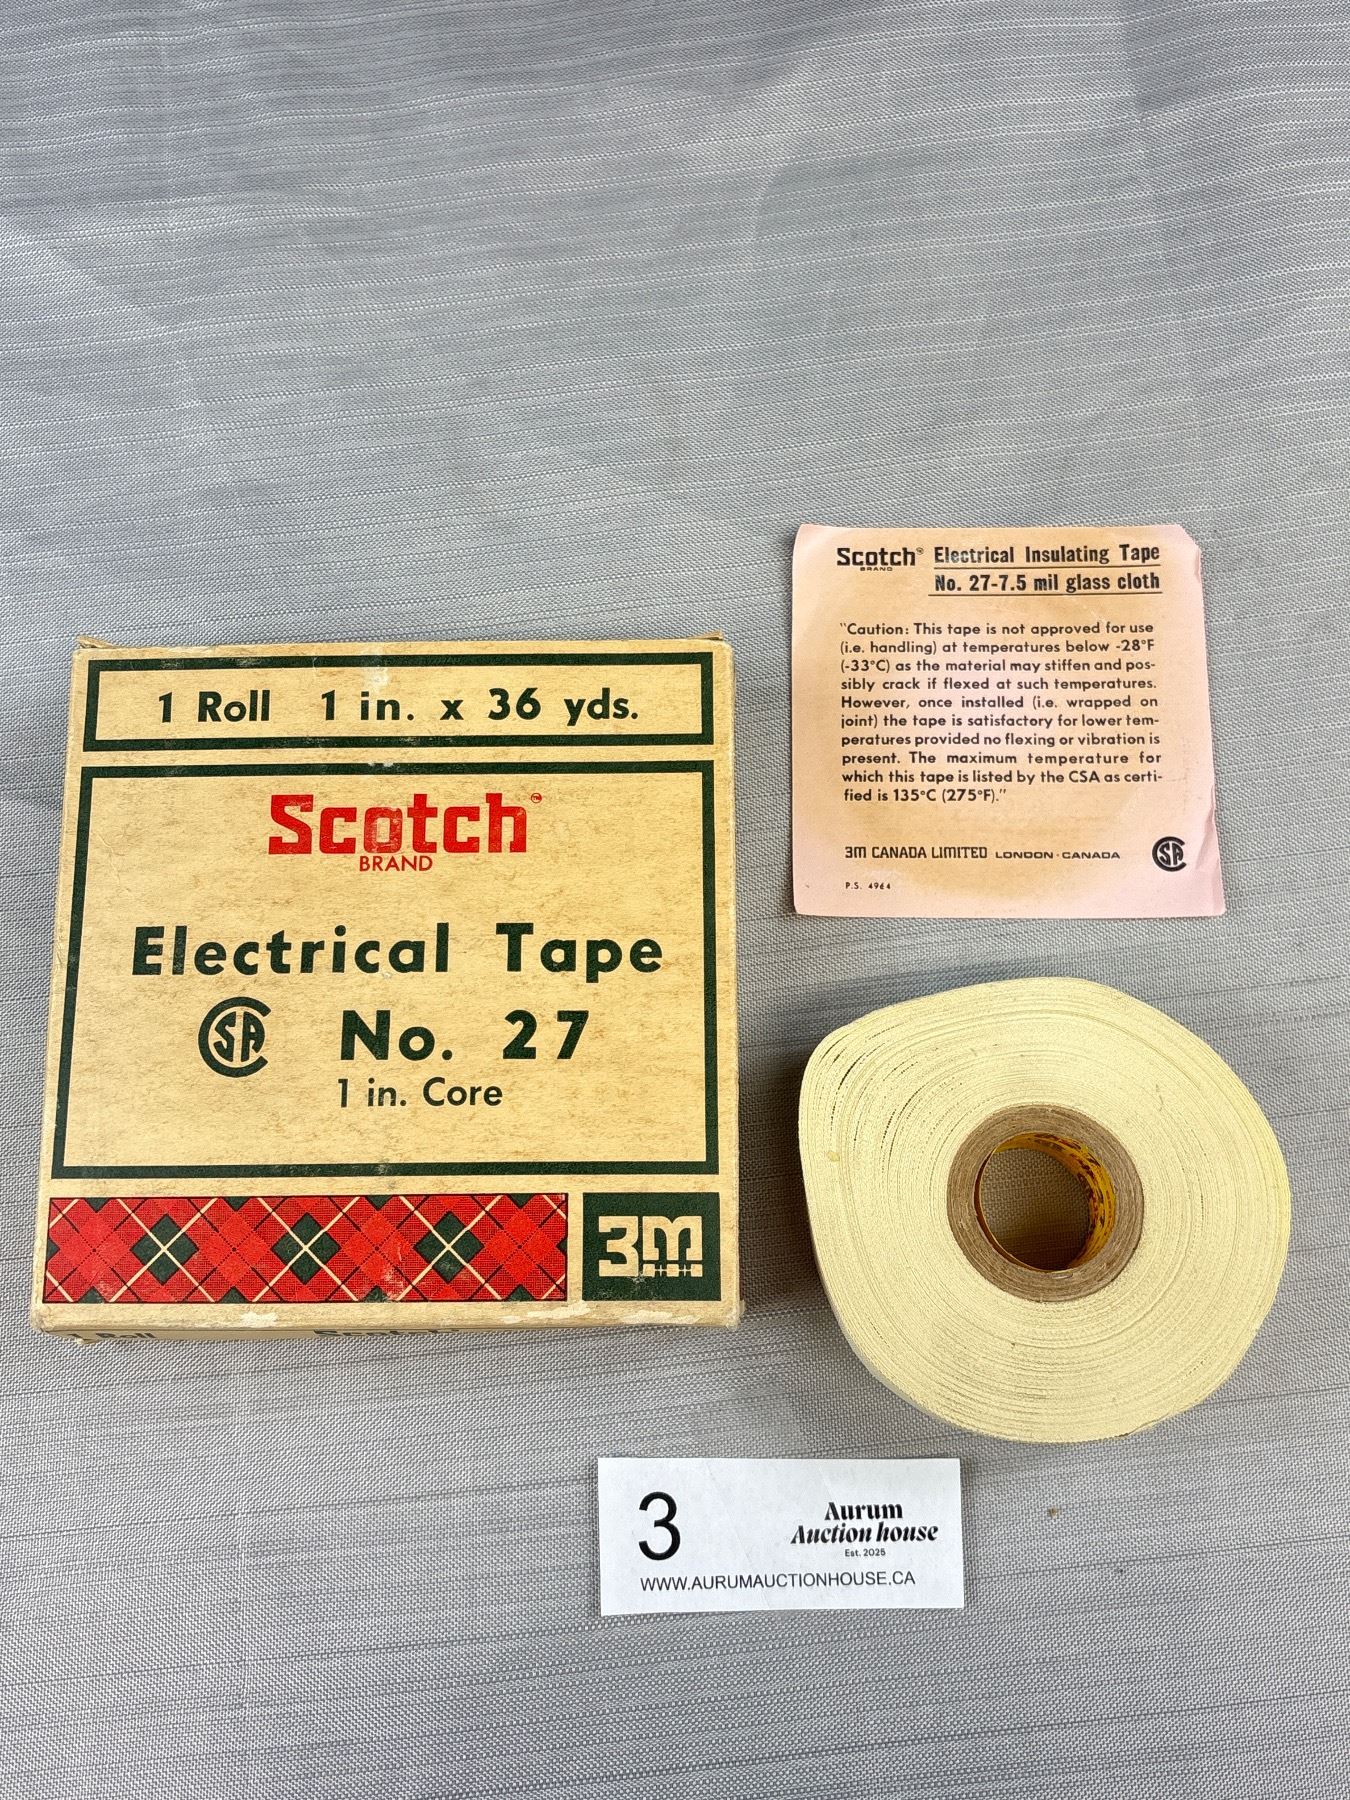 1 Roll 1 in. x 36 yds.
Scotch™
BRAND
Electrical Tape
CSA No. 27
1 in. Core
3M
1 Roll Scotch
Scotch® Electrical Insulating Tape
BRAND
No. 27-7.5 mil glass cloth
"Caution: This tape is not approved for use
(i.e. handling) at temperatures below -28°F
(-33°C) as the material may stiffen and pos-
sibly crack if flexed at such temperatures.
However, once installed (i.e. wrapped on
joint) the tape is satisfactory for lower tem-
peratures provided no flexing or vibration is
present. The maximum temperature for
which this tape is listed by the CSA as certi-
fied is 135°C (275°F)."
3M CANADA LIMITED LONDON · CANADA
CSA
P.S. 4964
3
Aurum
Auction house
Est. 2025
WWW.AURUMAUCTIONHOUSE.CA